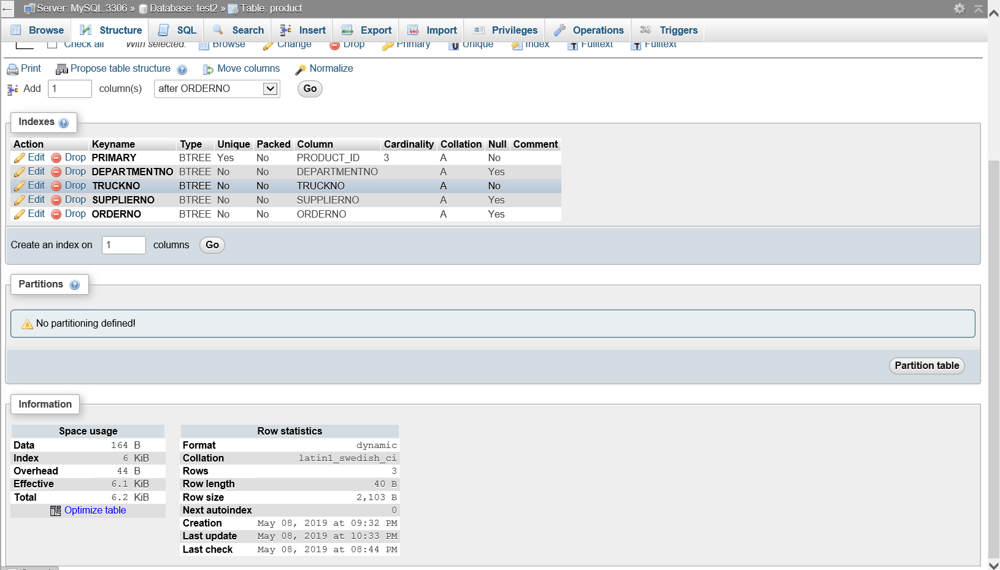 Server: MySQL:3306 » Database: test2 » Table: product
Browse Structure SQL Search Insert Export Import Privileges Operations Triggers
Check all With selected: Browse Change Drop Primary Unique Index Fulltext Fulltext
Print Propose table structure Move columns Normalize
Add 1 column(s) after ORDERNO Go
Indexes
Action Keyname Type Unique Packed Column Cardinality Collation Null Comment
Edit Drop PRIMARY BTREE Yes No PRODUCT_ID 3 A No
Edit Drop DEPARTMENTNO BTREE No No DEPARTMENTNO A Yes
Edit Drop TRUCKNO BTREE No No TRUCKNO A No
Edit Drop SUPPLIERNO BTREE No No SUPPLIERNO A Yes
Edit Drop ORDERNO BTREE No No ORDERNO A Yes
Create an index on 1 columns Go
Partitions
No partitioning defined!
Partition table
Information
Space usage
Data 164 B
Index 6 KiB
Overhead 44 B
Effective 6.1 KiB
Total 6.2 KiB
Optimize table
Row statistics
Format dynamic
Collation latin1_swedish_ci
Rows 3
Row length 40 B
Row size 2,103 B
Next autoindex 0
Creation May 08, 2019 at 09:32 PM
Last update May 08, 2019 at 10:33 PM
Last check May 08, 2019 at 08:44 PM